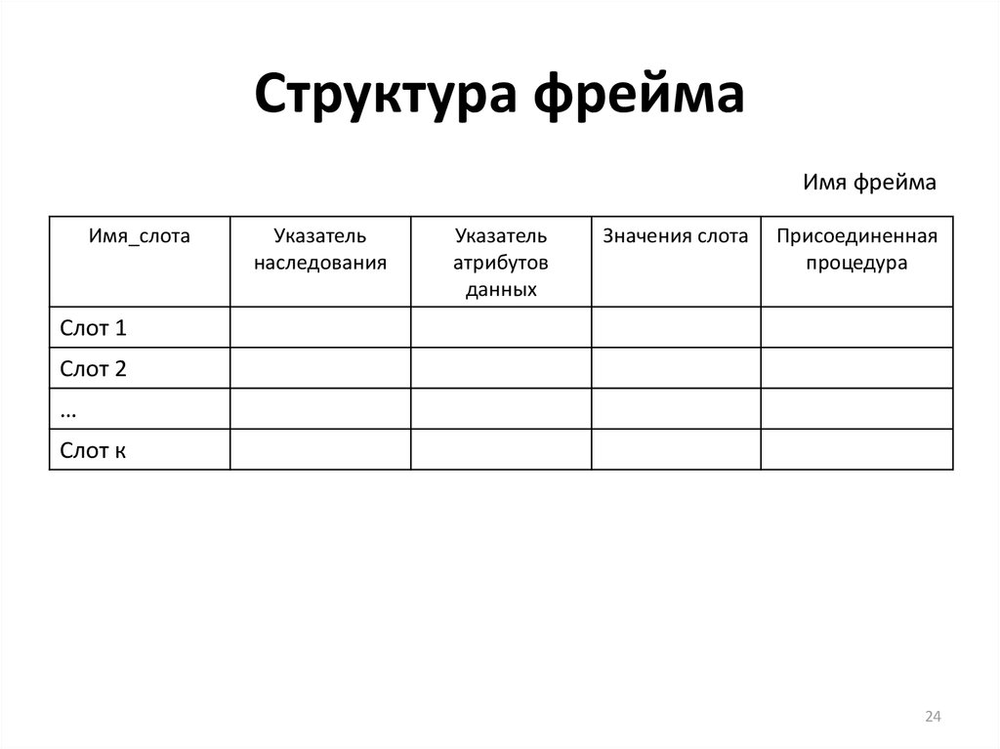 Структура фрейма
Имя фрейма
Имя_слота
Указатель
наследования
Указатель
атрибутов
данных
Значения слота
Присоединенная
процедура
Слот 1
Слот 2
…
Слот к
24